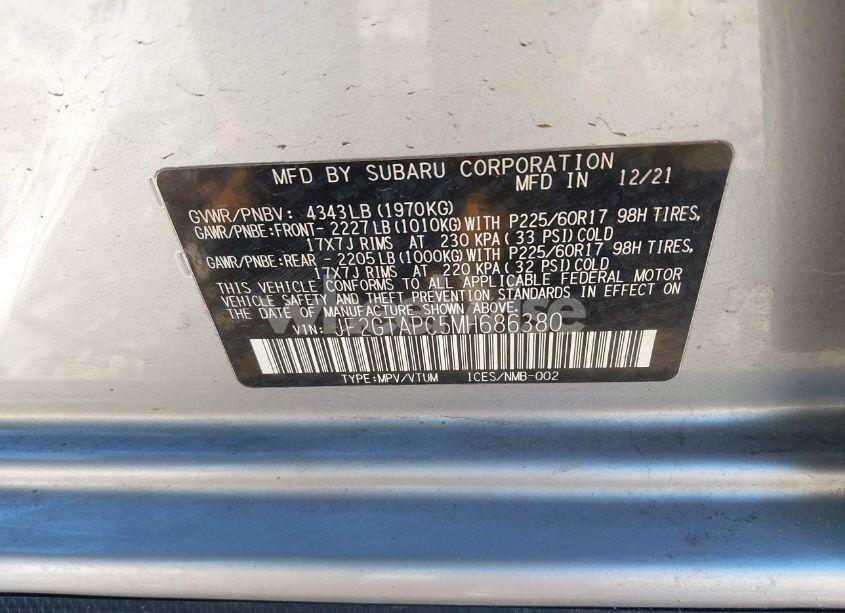 MFD BY SUBARU CORPORATION
MFD IN 12/21
GVWR/PNBV: 4343LB(1970KG)
GAWR/PNBE:FRONT- 2227LB(1010KG)WITH P225/60R17 98H TIRES,
17X7J RIMS AT 230 KPA( 33 PSI)COLD
GAWR/PNBE:REAR - 2205LB(1000KG)WITH P225/60R17 98H TIRES,
17X7J RIMS AT 220 KPA( 32 PSI)COLD
THIS VEHICLE CONFORMS TO ALL APPLICABLE FEDERAL MOTOR
VEHICLE SAFETY AND THEFT PREVENTION STANDARDS IN EFFECT ON
THE DATE OF MANUFACTURE SHOWN ABOVE.
VIN: JF2GTAPC5MH686380
TYPE:MPV/VTUM ICES/NMB-002